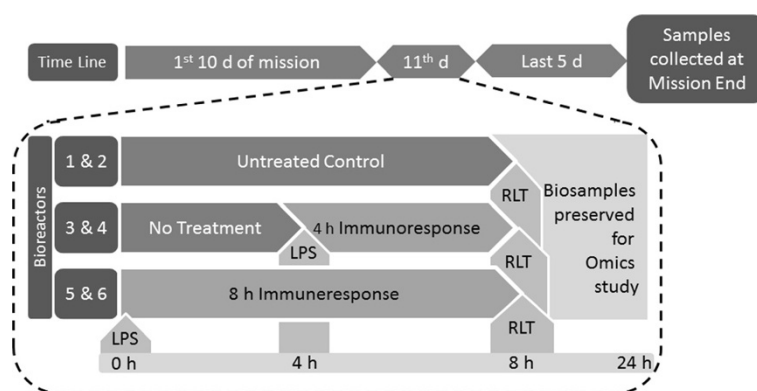 Time Line
1st 10 d of mission
11th d
Last 5 d
Samples
collected at
Mission End
Bioreactors
1 & 2
Untreated Control
RLT
3 & 4
No Treatment
LPS
4 h Immunoresponse
RLT
5 & 6
8 h Immuneresponse
LPS
RLT
Biosamples
preserved
for
Omics
study
0 h
4 h
8 h
24 h